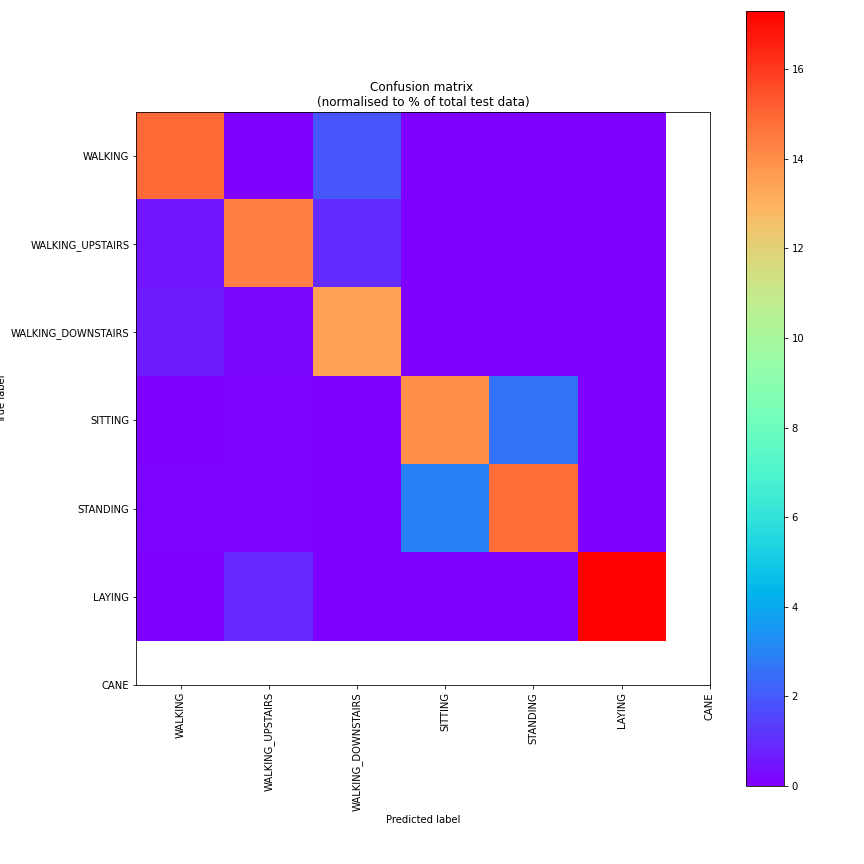 Confusion matrix
(normalised to % of total test data)
WALKING
WALKING_UPSTAIRS
WALKING_DOWNSTAIRS
SITTING
STANDING
LAYING
CANE
WALKING
WALKING_UPSTAIRS
WALKING_DOWNSTAIRS
SITTING
STANDING
LAYING
CANE
Predicted label
16
14
12
10
8
6
4
2
0